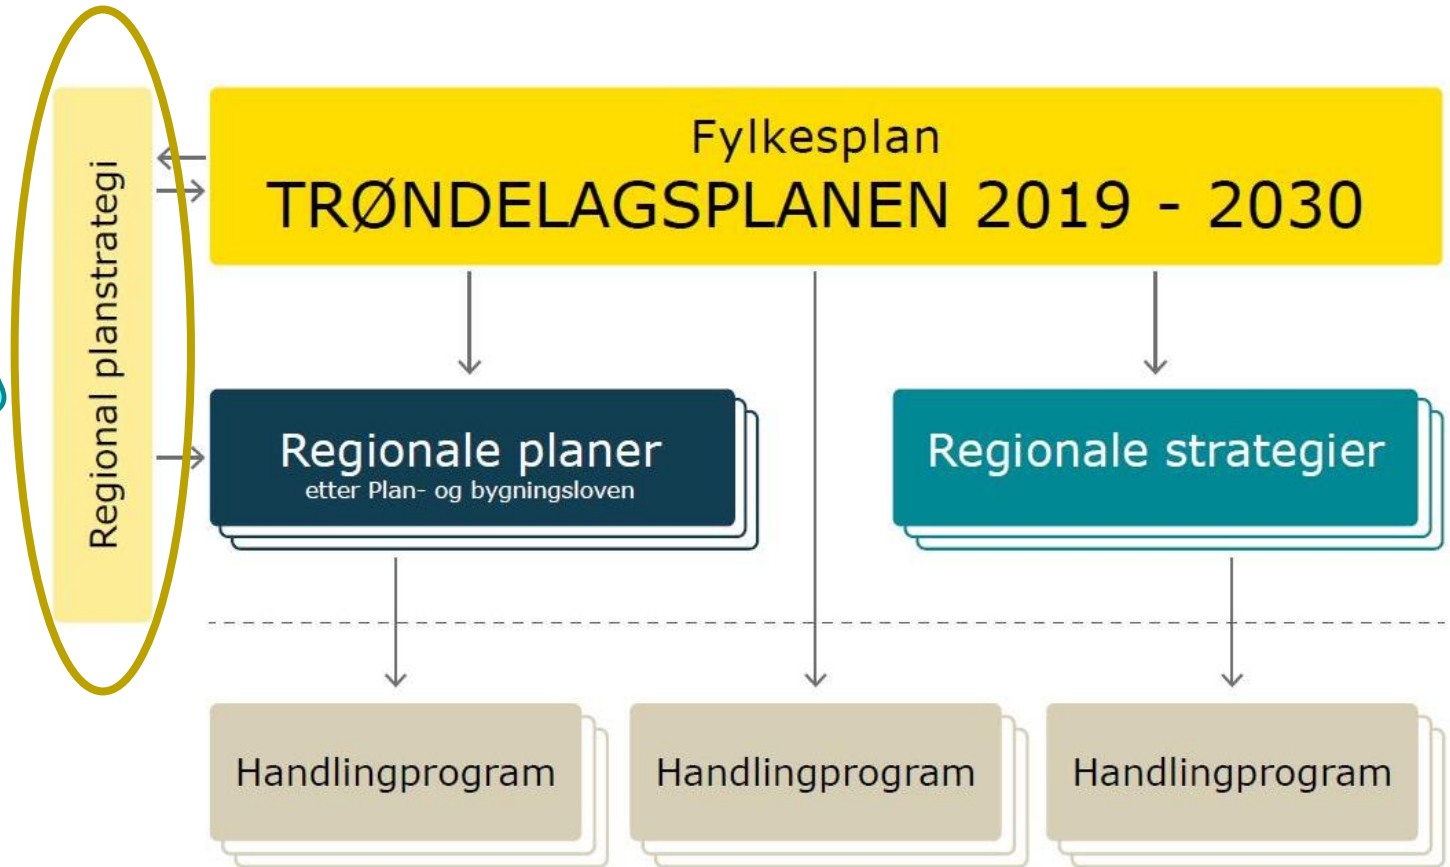 Regional planstrategi
Fylkesplan
TRØNDELAGSPLANEN 2019 - 2030
Regionale planer
etter Plan- og bygningsloven
Regionale strategier
Handlingprogram
Handlingprogram
Handlingprogram